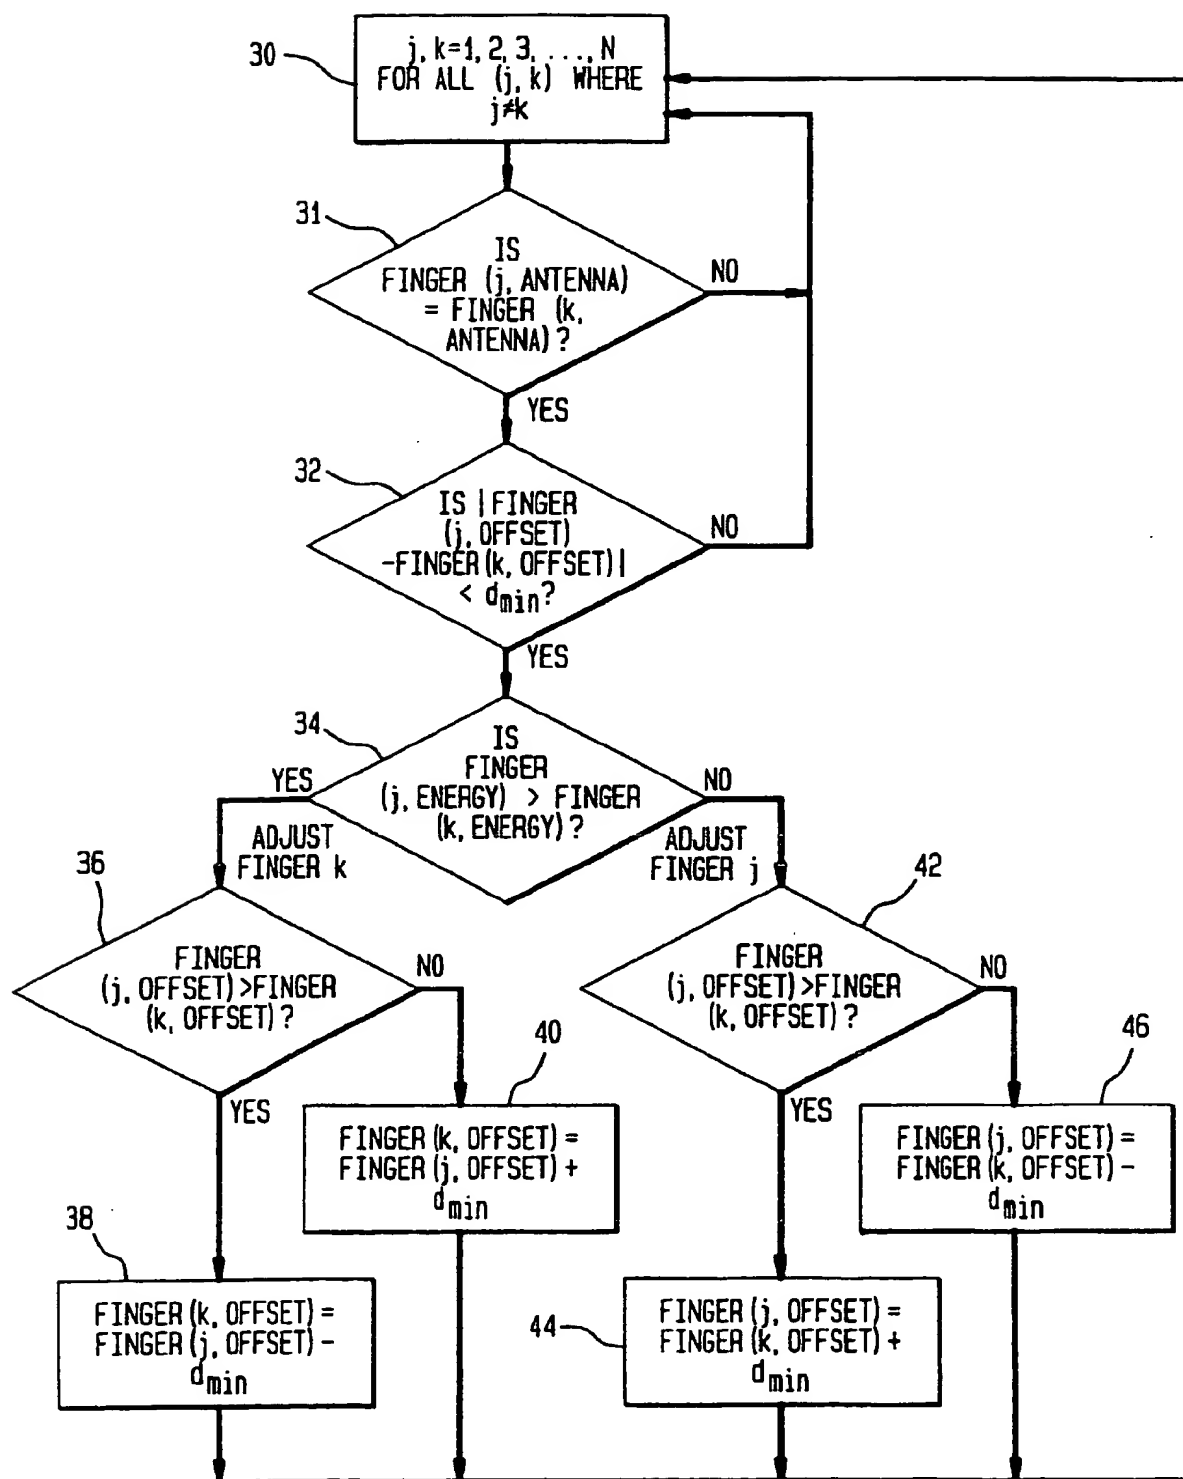 30
j, k=1, 2, 3, ..., N
FOR ALL (j, k) WHERE
j≠k
31
IS
FINGER (j, ANTENNA)
= FINGER (k,
ANTENNA)?
NO
YES
32
IS |FINGER
(j, OFFSET)
-FINGER(k, OFFSET)|
< dmin?
NO
YES
34
IS
FINGER
(j, ENERGY) > FINGER
(k, ENERGY)?
YES
NO
ADJUST
FINGER k
ADJUST
FINGER j
36
FINGER
(j, OFFSET)>FINGER
(k, OFFSET)?
NO
YES
42
FINGER
(j, OFFSET)>FINGER
(k, OFFSET)?
NO
YES
40
FINGER(k, OFFSET)=
FINGER(j, OFFSET)+
dmin
46
FINGER(j, OFFSET)=
FINGER(k, OFFSET)-
dmin
38
FINGER(k, OFFSET)=
FINGER(j, OFFSET)-
dmin
44
FINGER(j, OFFSET)=
FINGER(k, OFFSET)+
dmin